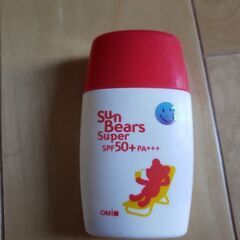 Sun
Bears
Super
SPF50+ PA+++
OMI